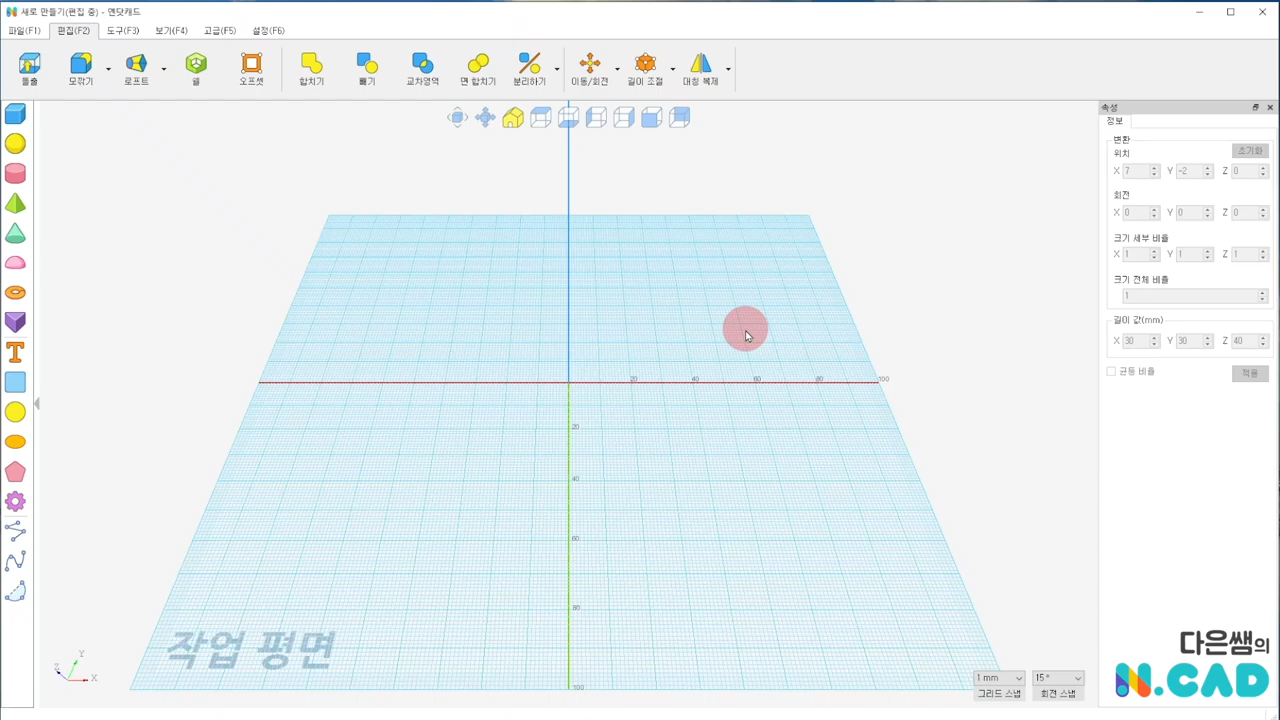 새로 만들기(편집 중) - 엔닷캐드
파일(F1) 편집(F2) 도구(F3) 보기(F4) 고급(F5) 설정(F6)
돌출 모깎기 로프트 쉘 오프셋 합치기 빼기 교차영역 면 합치기 분리하기 이동/회전 길이 조절 대칭 복제
속성
정보
변환
위치 초기화
X 7 Y -2 Z 0
회전
X 0 Y 0 Z 0
크기 세부 비율
X 1 Y 1 Z 1
크기 전체 비율
1
길이 값(mm)
X 30 Y 30 Z 40
균등 비율 적용
20 40 60 80 100
20
40
60
80
100
작업 평면
Z Y X
1 mm 15°
그리드 스냅 회전 스냅
다은쌤의
N.CAD
T